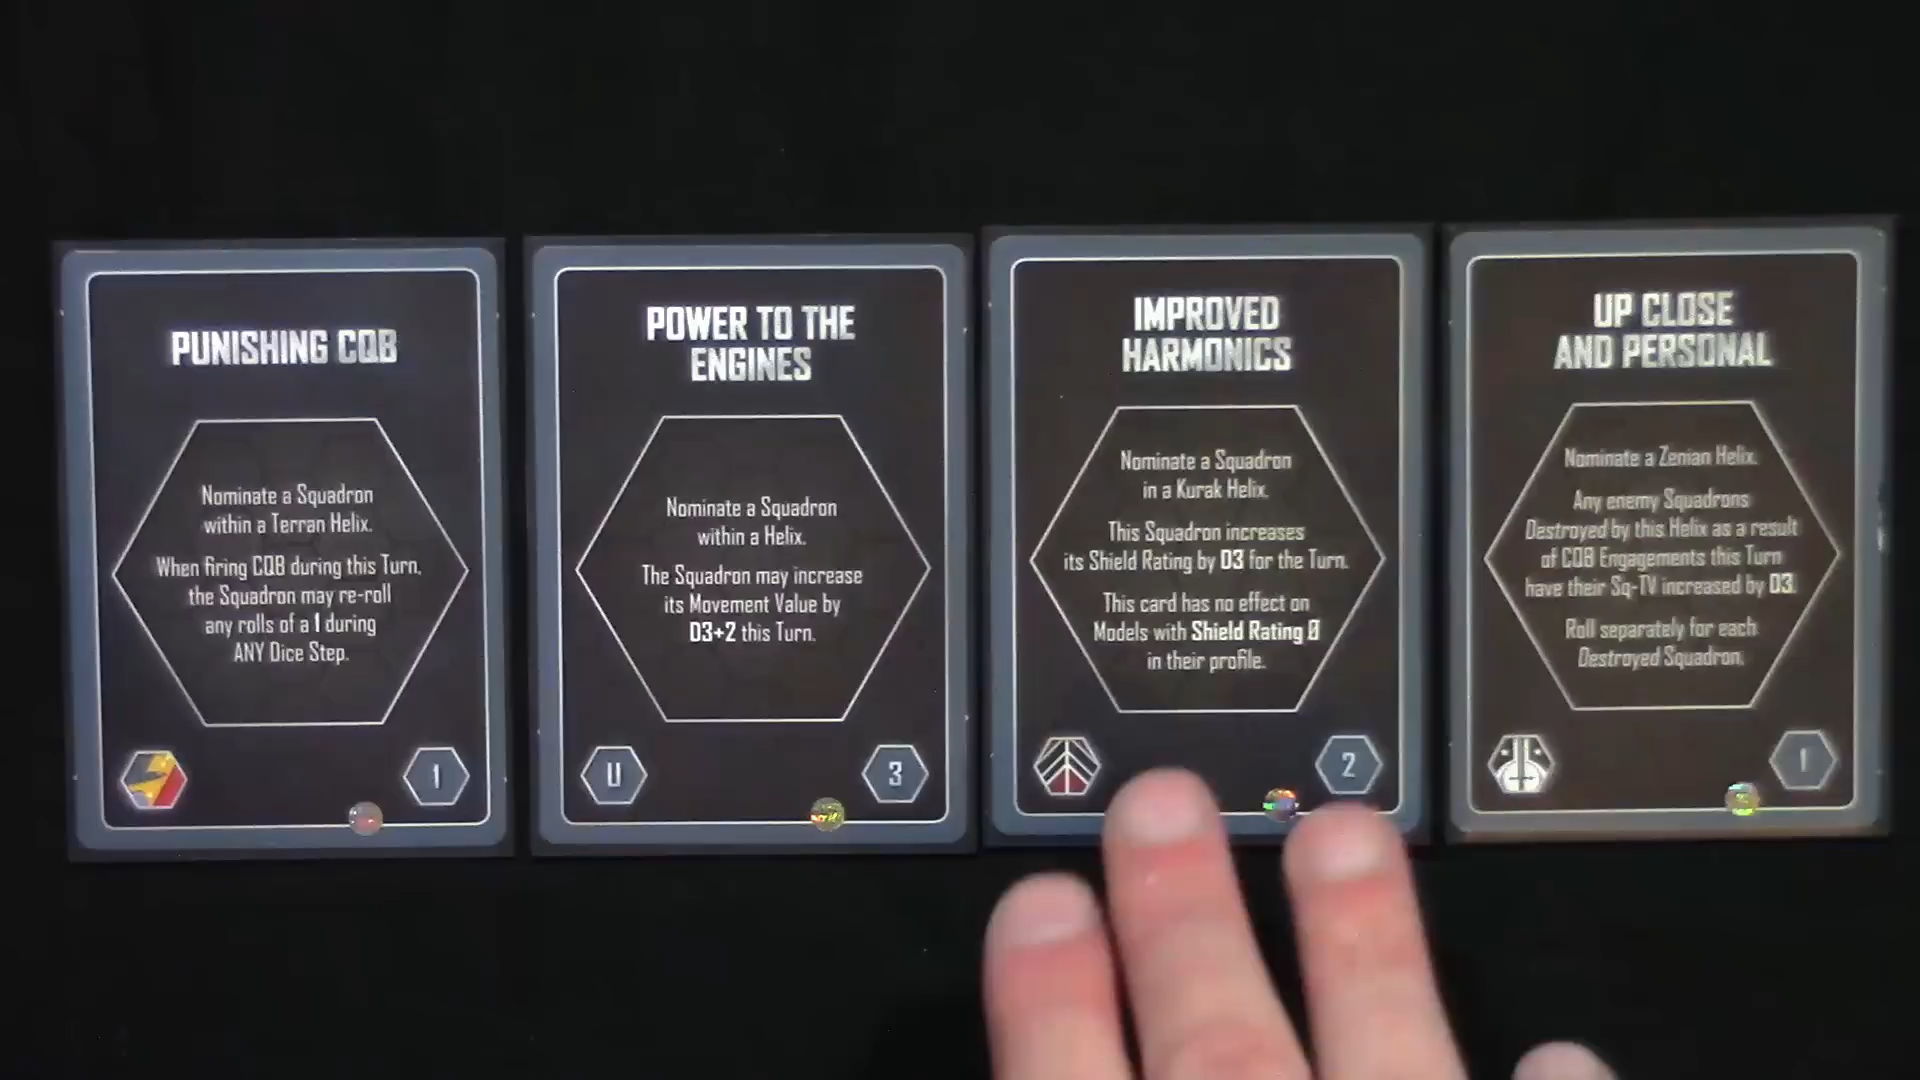 PUNISHING CQB
Nominate a Squadron
within a Terran Helix.
When firing CQB during this Turn,
the Squadron may re-roll
any rolls of a 1 during
ANY Dice Step.
1
POWER TO THE
ENGINES
Nominate a Squadron
within a Helix.
The Squadron may increase
its Movement Value by
D3+2 this Turn.
U
3
IMPROVED
HARMONICS
Nominate a Squadron
in a Kurak Helix.
This Squadron increases
its Shield Rating by D3 for the Turn.
This card has no effect on
Models with Shield Rating 0
in their profile.
2
UP CLOSE
AND PERSONAL
Nominate a Zenian Helix.
Any enemy Squadrons
Destroyed by this Helix as a result
of CQB Engagements this Turn
have their Sq-TV increased by D3.
Roll separately for each
Destroyed Squadron.
1